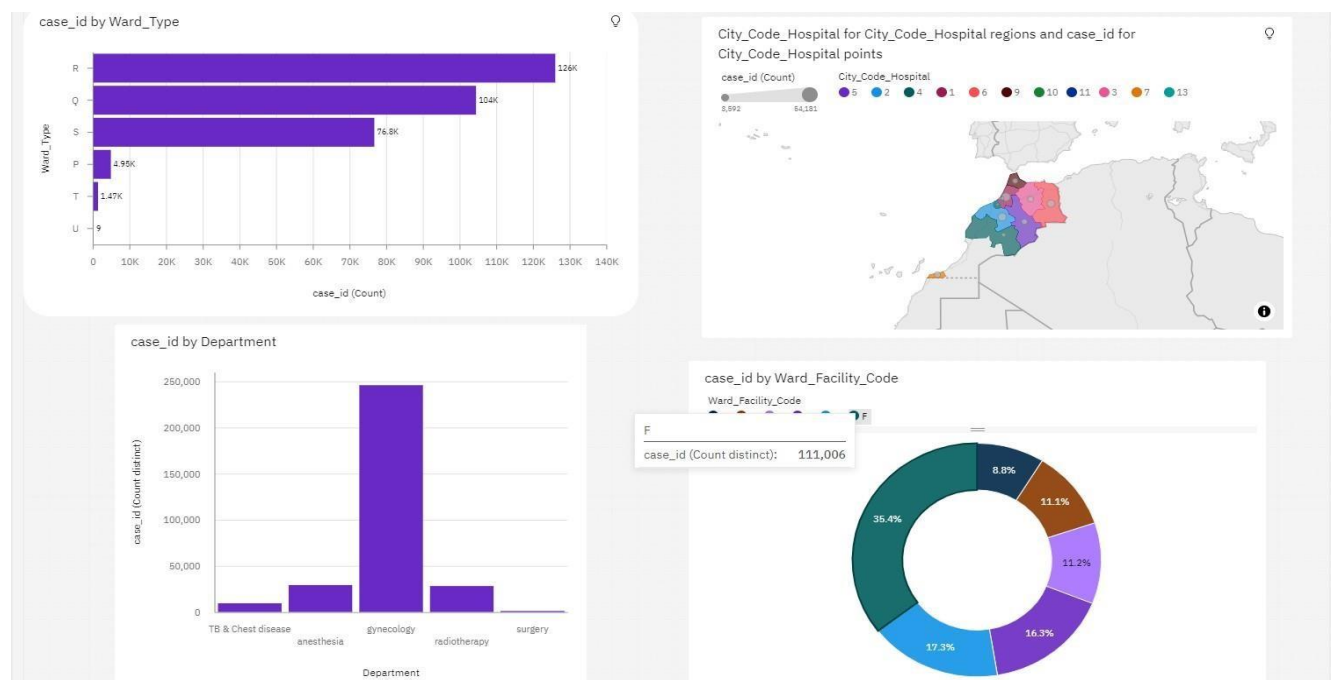 case_id by Ward_Type
R
126K
Q
104K
S
76.8K
P
4.95K
T
1.47K
U
9
Ward_Type
0 10K 20K 30K 40K 50K 60K 70K 80K 90K 100K 110K 120K 130K 140K
case_id (Count)
City_Code_Hospital for City_Code_Hospital regions and case_id for
City_Code_Hospital points
case_id (Count)
City_Code_Hospital
5 2 4 1 6 9 10 11 3 7 13
i
case_id by Department
250,000
200,000
150,000
100,000
50,000
0
case_id (Count distinct)
TB & Chest disease anesthesia gynecology radiotherapy surgery
Department
case_id by Ward_Facility_Code
Ward_Facility_Code
F
F
case_id (Count distinct): 111,006
8.8%
11.1%
11.2%
16.3%
17.3%
35.4%